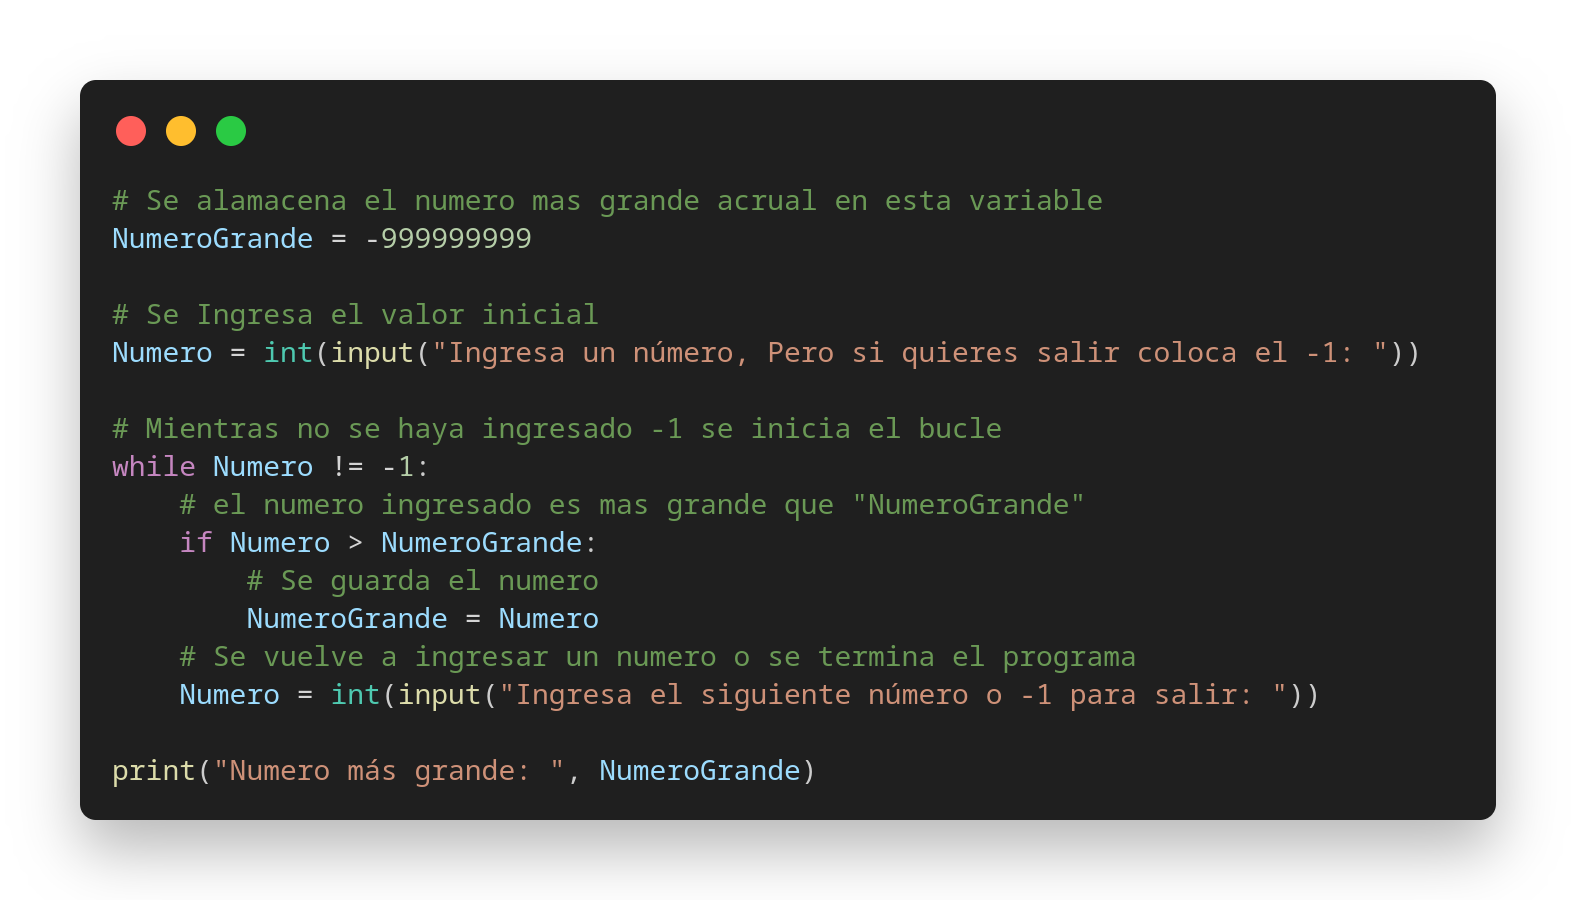 # Se alamacena el numero mas grande acrual en esta variable
NumeroGrande = -999999999
# Se Ingresa el valor inicial
Numero = int(input("Ingresa un número, Pero si quieres salir coloca el -1: "))
# Mientras no se haya ingresado -1 se inicia el bucle
while Numero != -1:
    # el numero ingresado es mas grande que "NumeroGrande"
    if Numero > NumeroGrande:
        # Se guarda el numero
        NumeroGrande = Numero
    # Se vuelve a ingresar un numero o se termina el programa
    Numero = int(input("Ingresa el siguiente número o -1 para salir: "))
print("Numero más grande: ", NumeroGrande)